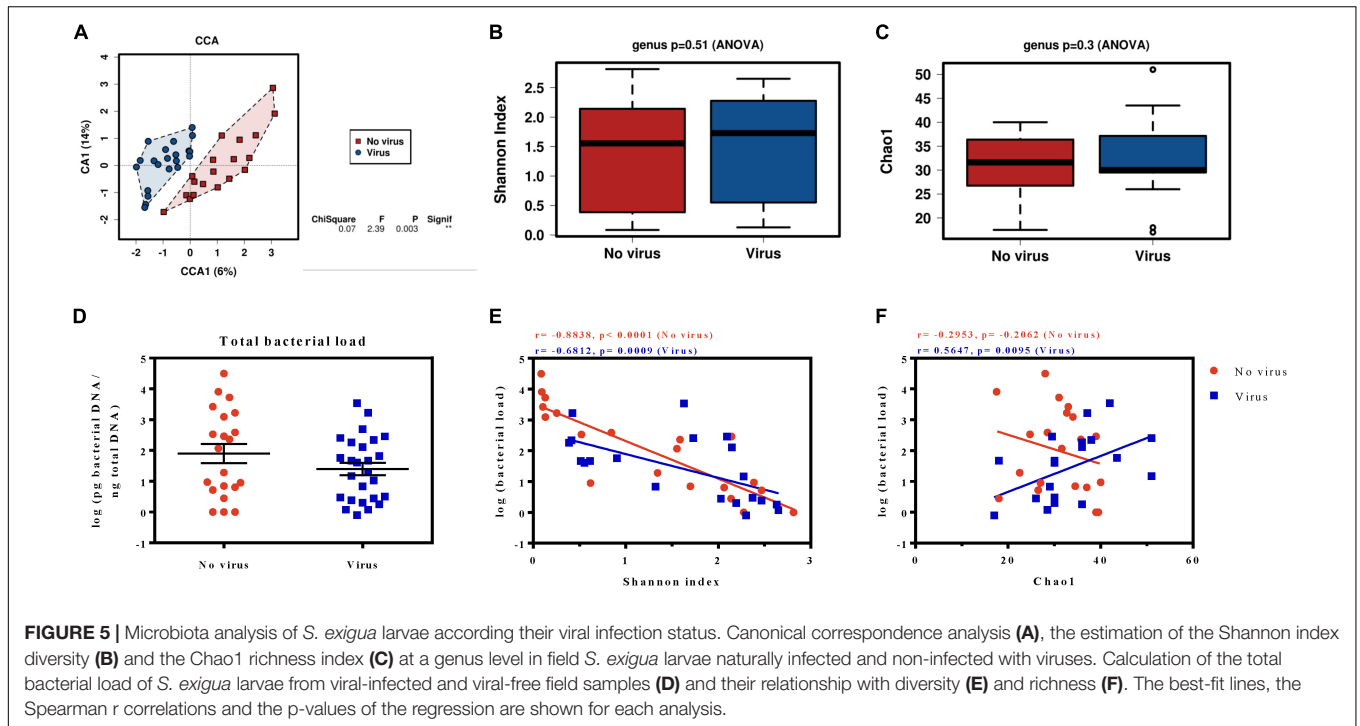 A
CCA
CA1 (14%)
4
3
2
1
0
-1
-2
-2 -1 0 1 2 3
CCA1 (6%)
No virus
Virus
ChiSquare F P Signif
0.07 2.39 0.003 **
B
genus p=0.51 (ANOVA)
Shannon Index
2.5
2.0
1.5
1.0
0.5
0.0
No virus Virus
C
genus p=0.3 (ANOVA)
Chao1
50
45
40
35
30
25
20
No virus Virus
D
Total bacterial load
log (pg bacterial DNA/
ng total DNA)
5
4
3
2
1
0
-1
No virus Virus
E
r= -0.8838, p< 0.0001 (No virus)
r= -0.6812, p= 0.0009 (Virus)
log (bacterial load)
5
4
3
2
1
0
-1
0 1 2 3
Shannon index
F
r= -0.2953, p= -0.2062 (No virus)
r= 0.5647, p= 0.0095 (Virus)
log (bacterial load)
5
4
3
2
1
0
-1
0 20 40 60
Chao1
No virus
Virus
FIGURE 5 | Microbiota analysis of S. exigua larvae according their viral infection status. Canonical correspondence analysis (A), the estimation of the Shannon index
diversity (B) and the Chao1 richness index (C) at a genus level in field S. exigua larvae naturally infected and non-infected with viruses. Calculation of the total
bacterial load of S. exigua larvae from viral-infected and viral-free field samples (D) and their relationship with diversity (E) and richness (F). The best-fit lines, the
Spearman r correlations and the p-values of the regression are shown for each analysis.